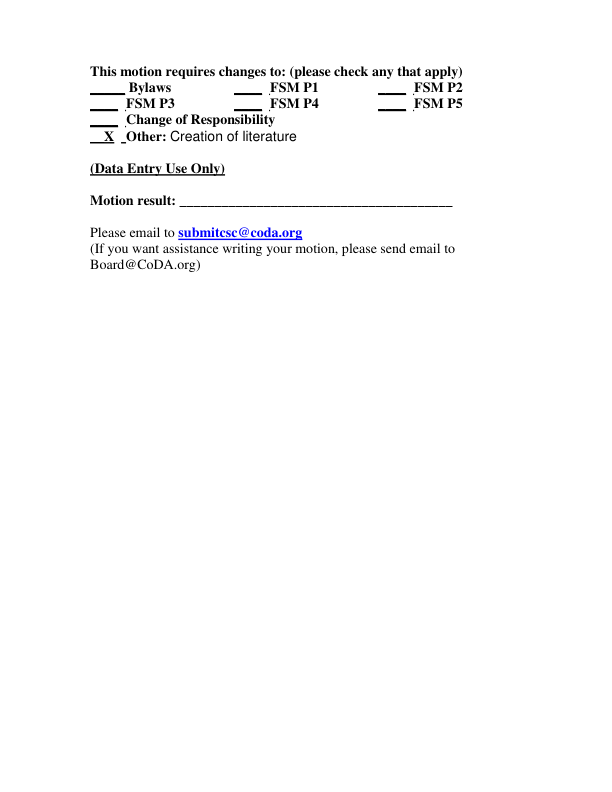 This motion requires changes to: (please check any that apply)
_____ Bylaws ____ FSM P1 ____ FSM P2
____ FSM P3 ____ FSM P4 ____ FSM P5
____ Change of Responsibility
__X _Other: Creation of literature
(Data Entry Use Only)
Motion result: _______________________________________
Please email to submitcsc@coda.org
(If you want assistance writing your motion, please send email to
Board@CoDA.org)